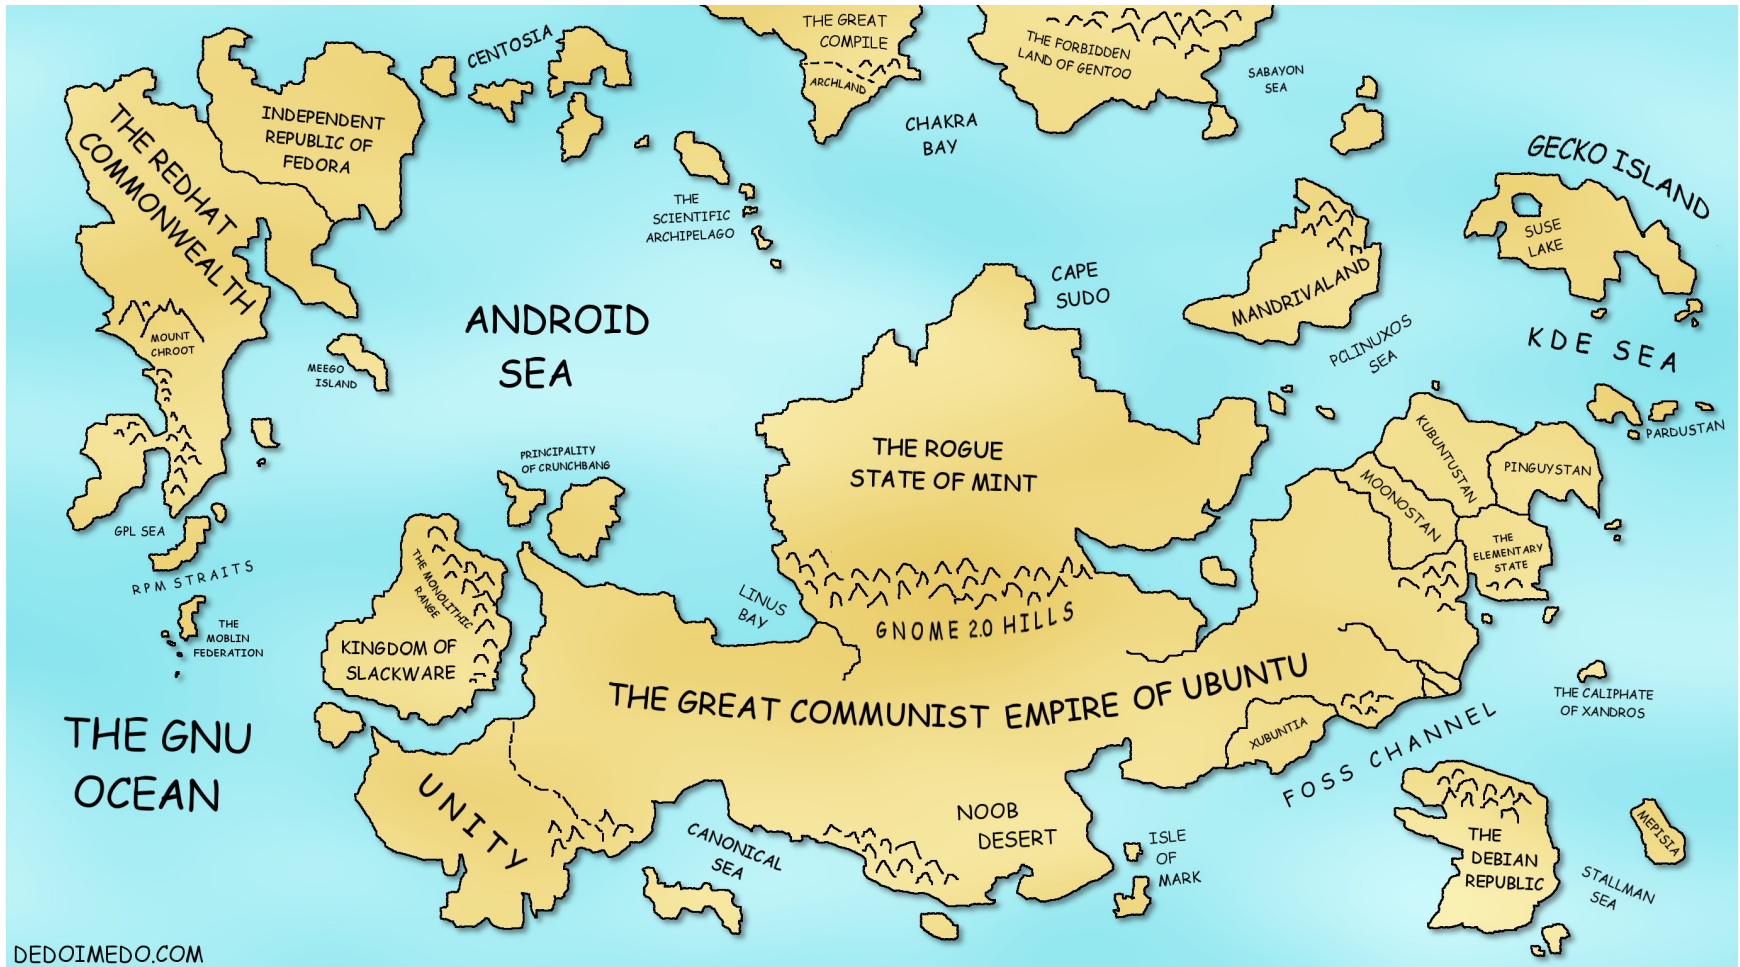 CENTOSIA
THE GREAT
COMPILE
ARCHLAND
THE FORBIDDEN
LAND OF GENTOO
SABAYON
SEA
CHAKRA
BAY
GECKO ISLAND
SUSE
LAKE
THE REDHAT
COMMONWEALTH
INDEPENDENT
REPUBLIC OF
FEDORA
THE
SCIENTIFIC
ARCHIPELAGO
CAPE
SUDO
MANDRIVALAND
PCLINUXOS
SEA
KDE SEA
MOUNT
CHROOT
MEEGO
ISLAND
ANDROID
SEA
PARDUSTAN
THE ROGUE
STATE OF MINT
KUBUNTUSTAN
PINGUYSTAN
MOONOSTAN
THE
ELEMENTARY
STATE
PRINCIPALITY
OF CRUNCHBANG
GPL SEA
RPM STRAITS
THE
MOBLIN
FEDERATION
THE MONOLITHIC
RANGE
KINGDOM OF
SLACKWARE
LINUS
BAY
GNOME 2.0 HILLS
THE GREAT COMMUNIST EMPIRE OF UBUNTU
XUBUNTIA
THE CALIPHATE
OF XANDROS
FOSS CHANNEL
THE GNU
OCEAN
UNITY
CANONICAL
SEA
NOOB
DESERT
ISLE
OF
MARK
THE
DEBIAN
REPUBLIC
MEPISIA
STALLMAN
SEA
DEDOIMEDO.COM